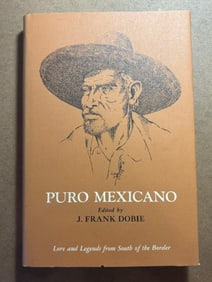 PURO MEXICANO
Edited by
J. FRANK DOBIE
Lore and Legends from South of the Border